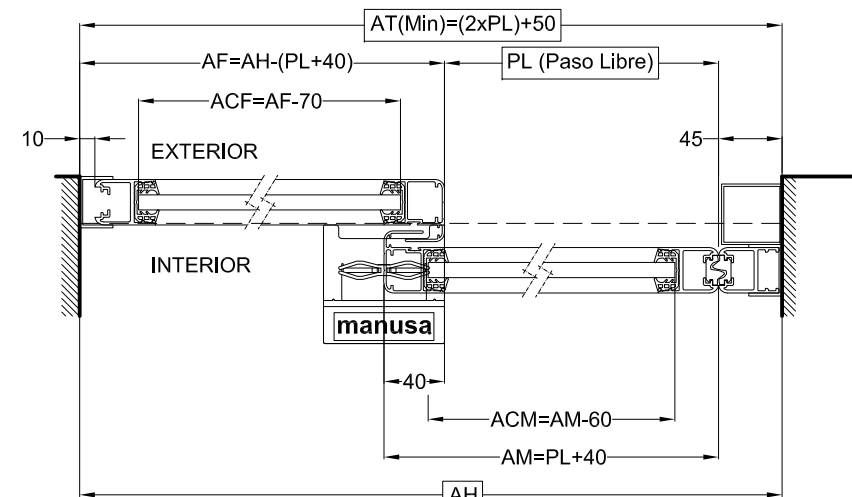 AT(Min)=(2xPL)+50
AF=AH-(PL+40)
PL (Paso Libre)
ACF=AF-70
10
EXTERIOR
45
INTERIOR
manusa
40
ACM=AM-60
AM=PL+40
AH